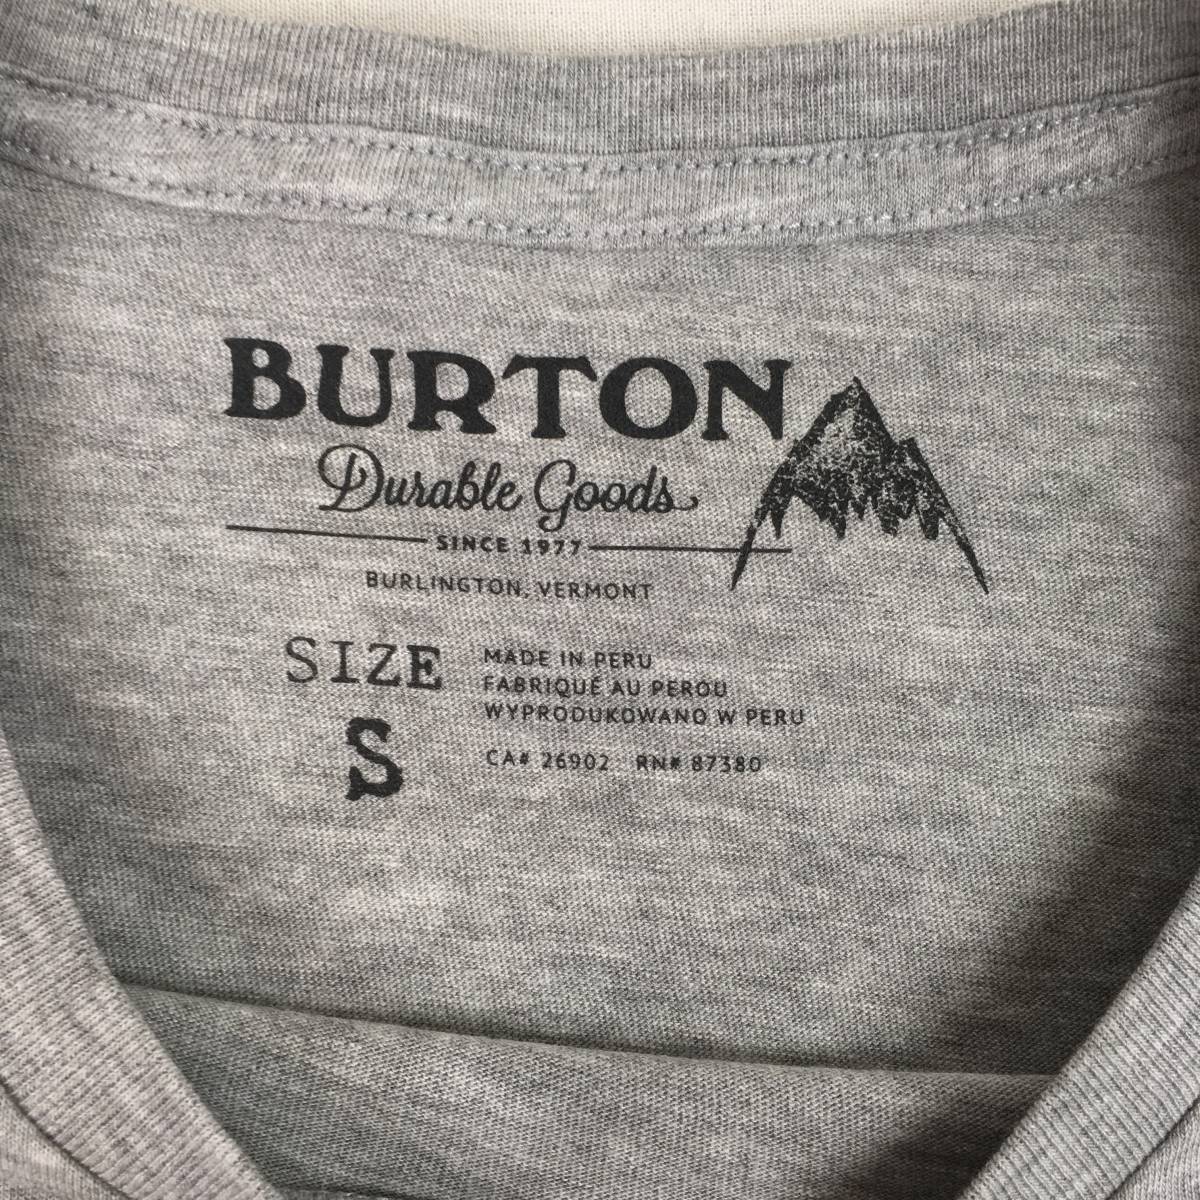 BURTON
Durable Goods
SINCE 1977
BURLINGTON, VERMONT
SIZE
S
MADE IN PERU
FABRIQUÉ AU PEROU
WYPRODUKOWANO W PERU
CA# 26902 RN# 87380